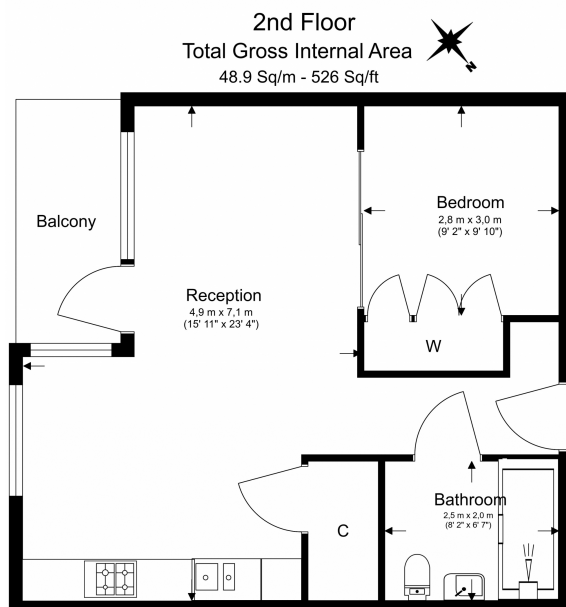 2nd Floor
Total Gross Internal Area
48.9 Sq/m - 526 Sq/ft
N
Balcony
Bedroom
2,8 m x 3,0 m
(9' 2" x 9' 10")
Reception
4,9 m x 7,1 m
(15' 11" x 23' 4")
W
Bathroom
2,5 m x 2,0 m
(8' 2" x 6' 7")
C